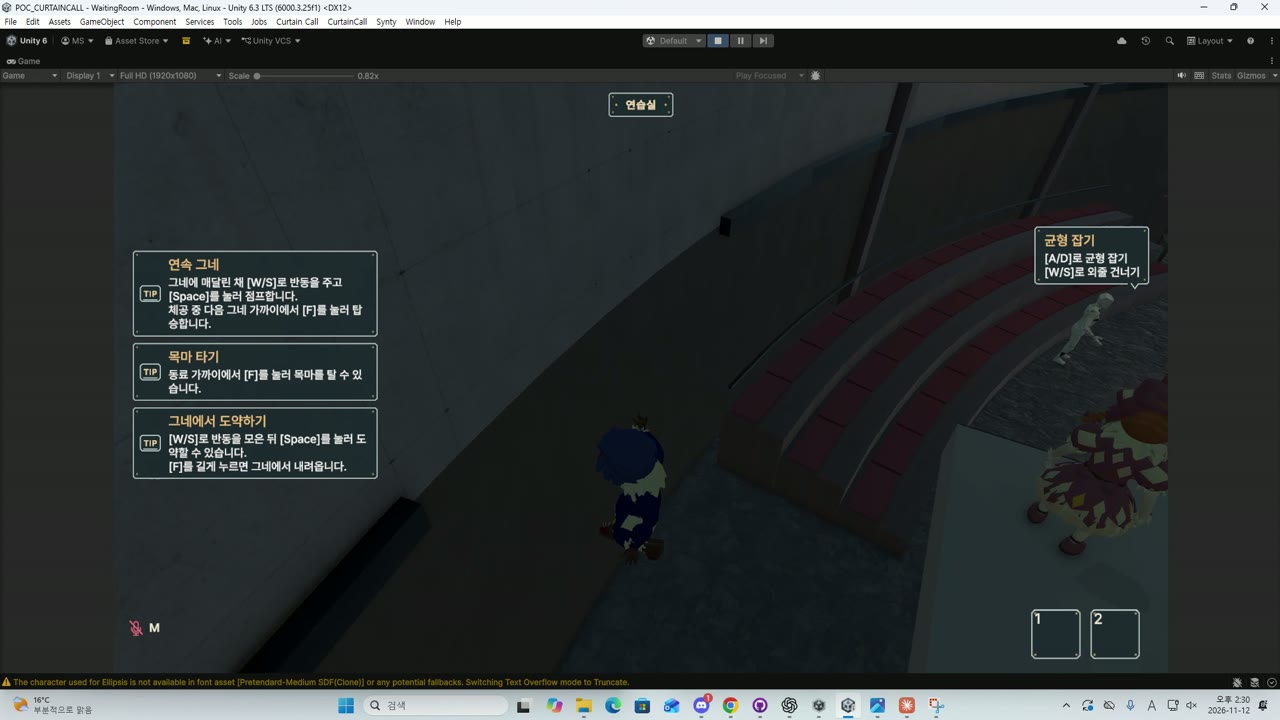 POC_CURTAINCALL - WaitingRoom - Windows, Mac, Linux - Unity 6.3 LTS (6000.3.25f1) <DX12>
File Edit Assets GameObject Component Services Tools Jobs Curtain Call CurtainCall Synty Window Help
Unity 6 MS Asset Store AI Unity VCS Default Layout
Game
Game Display 1 Full HD (1920x1080) Scale 0.82x Play Focused Stats Gizmos
연습실
균형 잡기
[A/D]로 균형 잡기
[W/S]로 외줄 건너기
연속 그네
TIP
그네에 매달린 채 [W/S]로 반동을 주고
[Space]를 눌러 점프합니다.
체공 중 다음 그네 가까이에서 [F]를 눌러 탑
승합니다.
목마 타기
TIP
동료 가까이에서 [F]를 눌러 목마를 탈 수 있
습니다.
그네에서 도약하기
TIP
[W/S]로 반동을 모은 뒤 [Space]를 눌러 도
약할 수 있습니다.
[F]를 길게 누르면 그네에서 내려옵니다.
M
1 2
The character used for Ellipsis is not available in font asset [Pretendard-Medium SDF(Clone)] or any potential fallbacks. Switching Text Overflow mode to Truncate.
16°C
부분적으로 맑음
검색
1
A
오후 2:30
2026-11-12